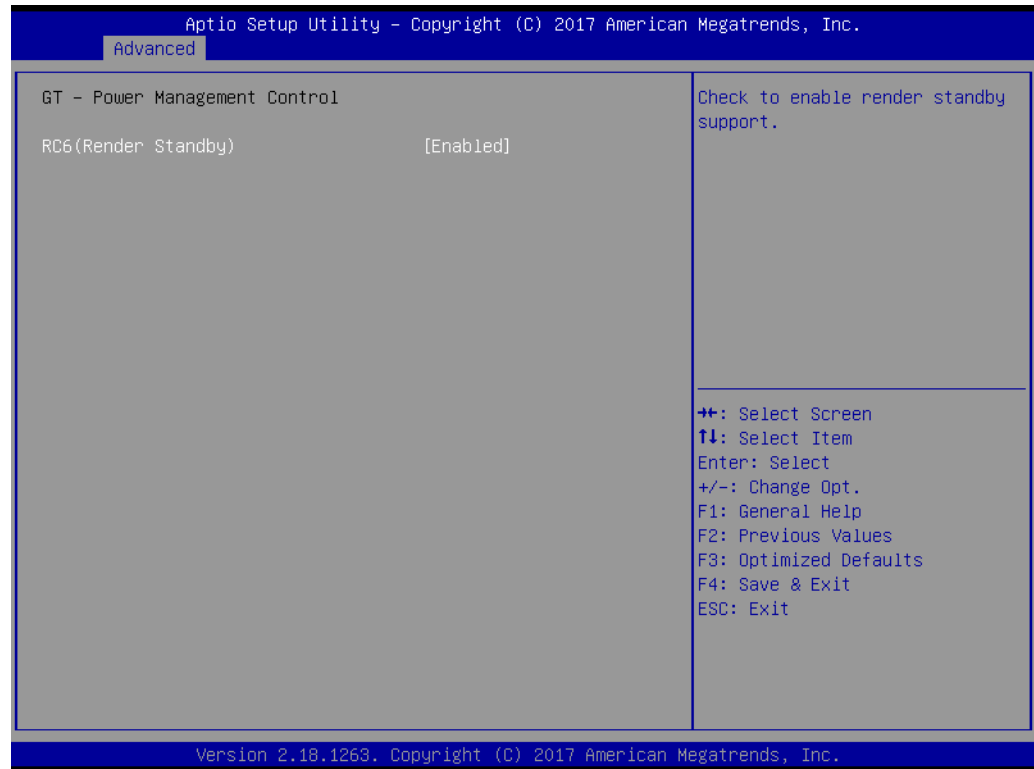 Aptio Setup Utility – Copyright (C) 2017 American Megatrends, Inc.
Advanced
GT – Power Management Control
RC6(Render Standby) [Enabled]
Check to enable render standby
support.
→←: Select Screen
↑↓: Select Item
Enter: Select
+/-: Change Opt.
F1: General Help
F2: Previous Values
F3: Optimized Defaults
F4: Save & Exit
ESC: Exit
Version 2.18.1263. Copyright (C) 2017 American Megatrends, Inc.